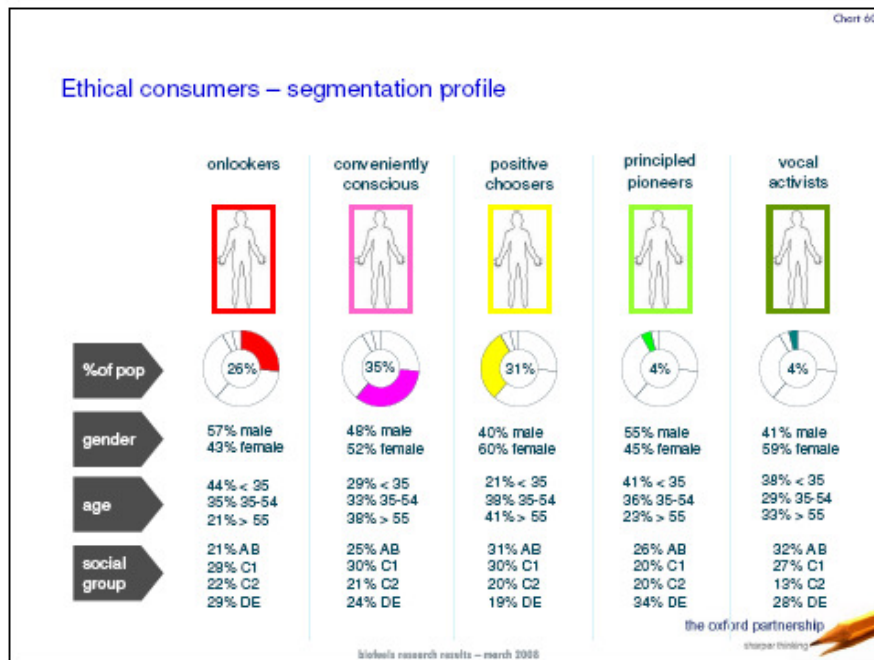 Chart 60
Ethical consumers – segmentation profile
onlookers
conveniently
conscious
positive
choosers
principled
pioneers
vocal
activists
%of pop
26%
35%
31%
4%
4%
gender
57% male
43% female
48% male
52% female
40% male
60% female
55% male
45% female
41% male
59% female
age
44% < 35
35% 35-54
21% > 55
29% < 35
33% 35-54
38% > 55
21% < 35
38% 35-54
41% > 55
41% < 35
36% 35-54
23% > 55
38% < 35
29% 35-54
33% > 55
social
group
21% AB
28% C1
22% C2
29% DE
25% AB
30% C1
21% C2
24% DE
31% AB
30% C1
20% C2
19% DE
26% AB
20% C1
20% C2
34% DE
32% AB
27% C1
13% C2
28% DE
the oxford partnership
sharper thinking
biofuels research results – march 2008